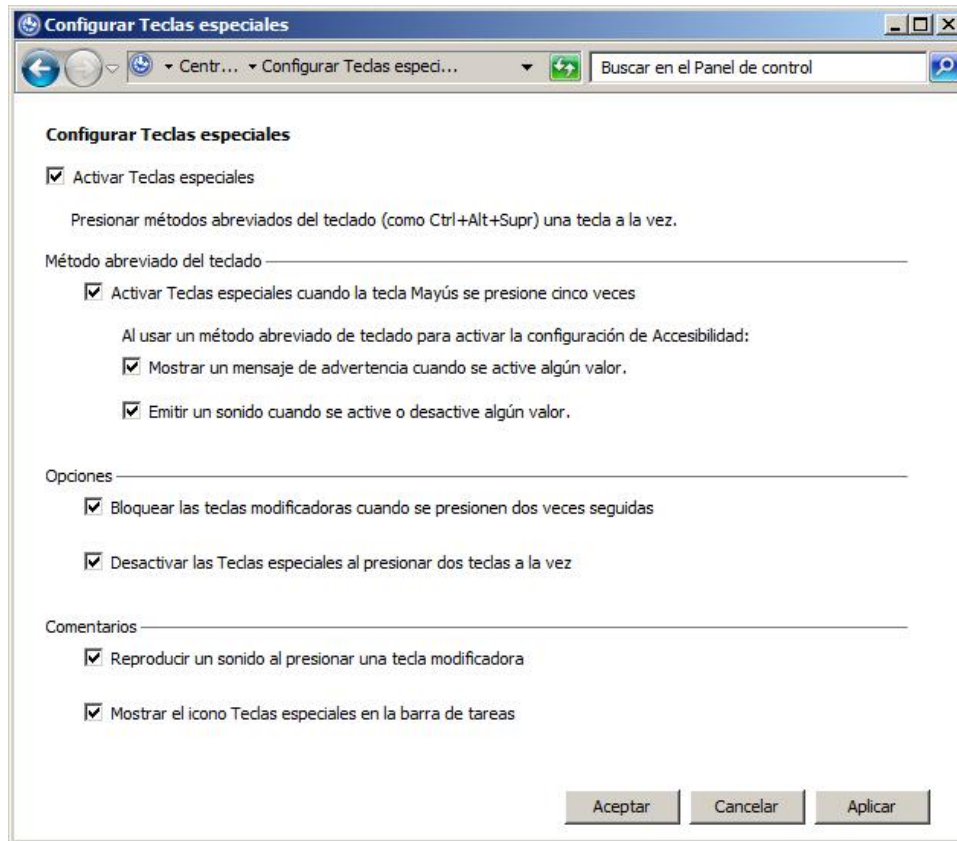 Configurar Teclas especiales
Centr... Configurar Teclas especi... Buscar en el Panel de control
Configurar Teclas especiales
Activar Teclas especiales
Presionar métodos abreviados del teclado (como Ctrl+Alt+Supr) una tecla a la vez.
Método abreviado del teclado
Activar Teclas especiales cuando la tecla Mayús se presione cinco veces
Al usar un método abreviado de teclado para activar la configuración de Accesibilidad:
Mostrar un mensaje de advertencia cuando se active algún valor.
Emitir un sonido cuando se active o desactive algún valor.
Opciones
Bloquear las teclas modificadoras cuando se presionen dos veces seguidas
Desactivar las Teclas especiales al presionar dos teclas a la vez
Comentarios
Reproducir un sonido al presionar una tecla modificadora
Mostrar el icono Teclas especiales en la barra de tareas
Aceptar Cancelar Aplicar